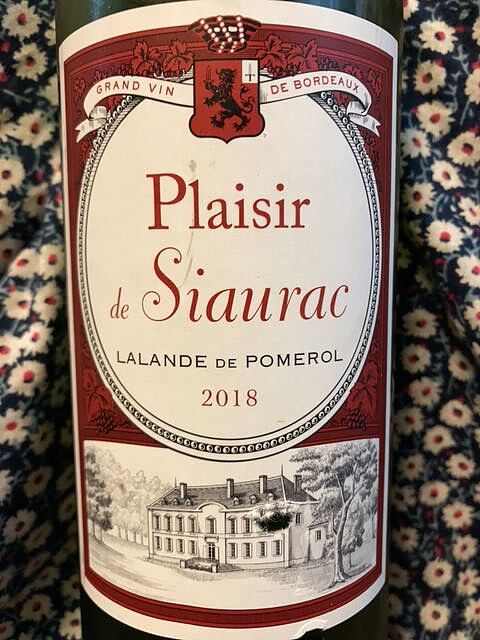 GRAND VIN DE BORDEAUX
Plaisir
de Siaurac
LALANDE DE POMEROL
2018